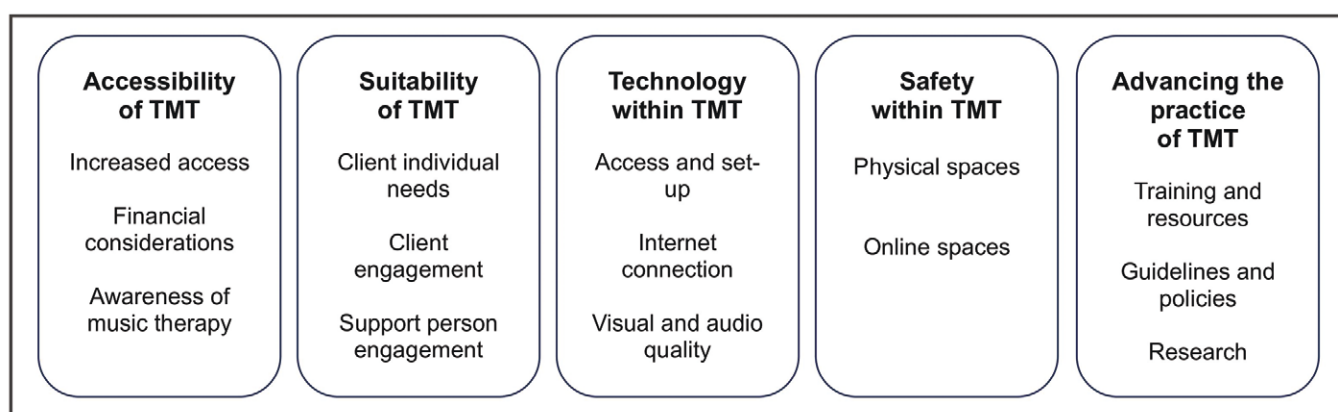 Accessibility
of TMT
Increased access
Financial
considerations
Awareness of
music therapy
Suitability
of TMT
Client individual
needs
Client
engagement
Support person
engagement
Technology
within TMT
Access and set-
up
Internet
connection
Visual and audio
quality
Safety
within TMT
Physical spaces
Online spaces
Advancing the
practice
of TMT
Training and
resources
Guidelines and
policies
Research